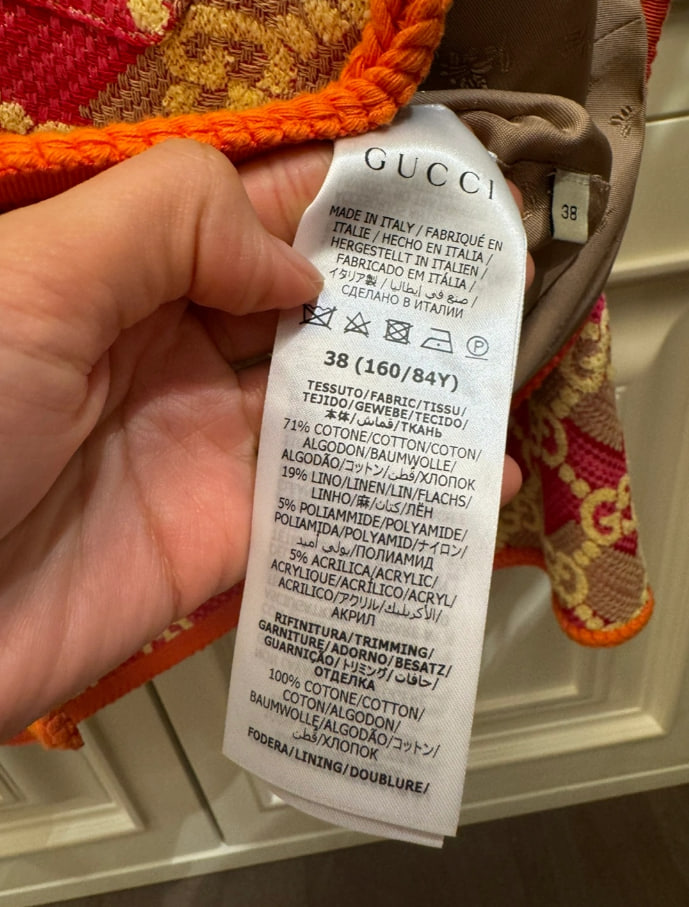 GUCCI
38
MADE IN ITALY / FABRIQUÉ EN
ITALIE / HECHO EN ITALIA /
HERGESTELLT IN ITALIEN /
FABRICADO EM ITÁLIA /
イタリア製 / صنع في إيطاليا /
СДЕЛАНО В ИТАЛИИ
P
38 (160/84Y)
TESSUTO/FABRIC/TISSU/
TEJIDO/GEWEBE/TECIDO/
本体/قماش/ТКАНЬ
71% COTONE/COTTON/COTON/
ALGODON/BAUMWOLLE/
ALGODÃO/コットン/قطن/ХЛОПОК
19% LINO/LINEN/LIN/FLACHS/
LINHO/麻/كتان/ЛЁН
5% POLIAMMIDE/POLYAMIDE/
POLIAMIDA/POLYAMID/ナイロン/
بولي أميد/ПОЛИАМИД
5% ACRILICA/ACRYLIC/
ACRYLIQUE/ACRÍLICO/ACRYL/
ACRILICO/アクリル/الأكريليك/
АКРИЛ
RIFINITURA/TRIMMING/
GARNITURE/ADORNO/BESATZ/
GUARNIÇÃO/トリミング/حافات/
ОТДЕЛКА
100% COTONE/COTTON/
COTON/ALGODON/
BAUMWOLLE/ALGODÃO/コットン/
قطن/ХЛОПОК
FODERA/LINING/DOUBLURE/